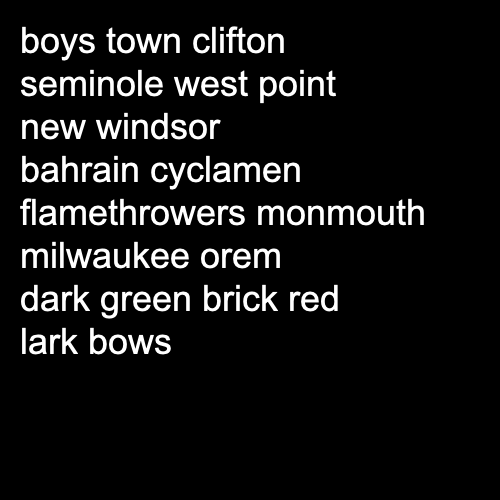 boys town clifton
seminole west point
new windsor
bahrain cyclamen
flamethrowers monmouth
milwaukee orem
dark green brick red
lark bows